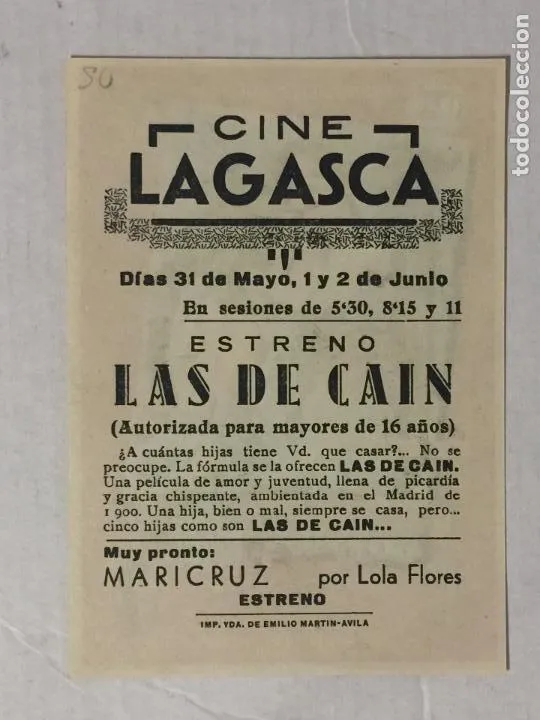 SU
CINE
LAGASCA
Días 31 de Mayo, 1 y 2 de Junio
En sesiones de 5‘30, 8‘15 y 11
ESTRENO
LAS DE CAIN
(Autorizada para mayores de 16 años)
¿A cuántas hijas tiene Vd. que casar?... No se
preocupe. La fórmula se la ofrecen LAS DE CAIN.
Una película de amor y juventud, llena de picardía
y gracia chispeante, ambientada en el Madrid de
1900. Una hija, bien o mal, siempre se casa, pero...
cinco hijas como son LAS DE CAIN...
Muy pronto:
MARICRUZ por Lola Flores
ESTRENO
IMP. VDA. DE EMILIO MARTIN-AVILA
todocoleccion